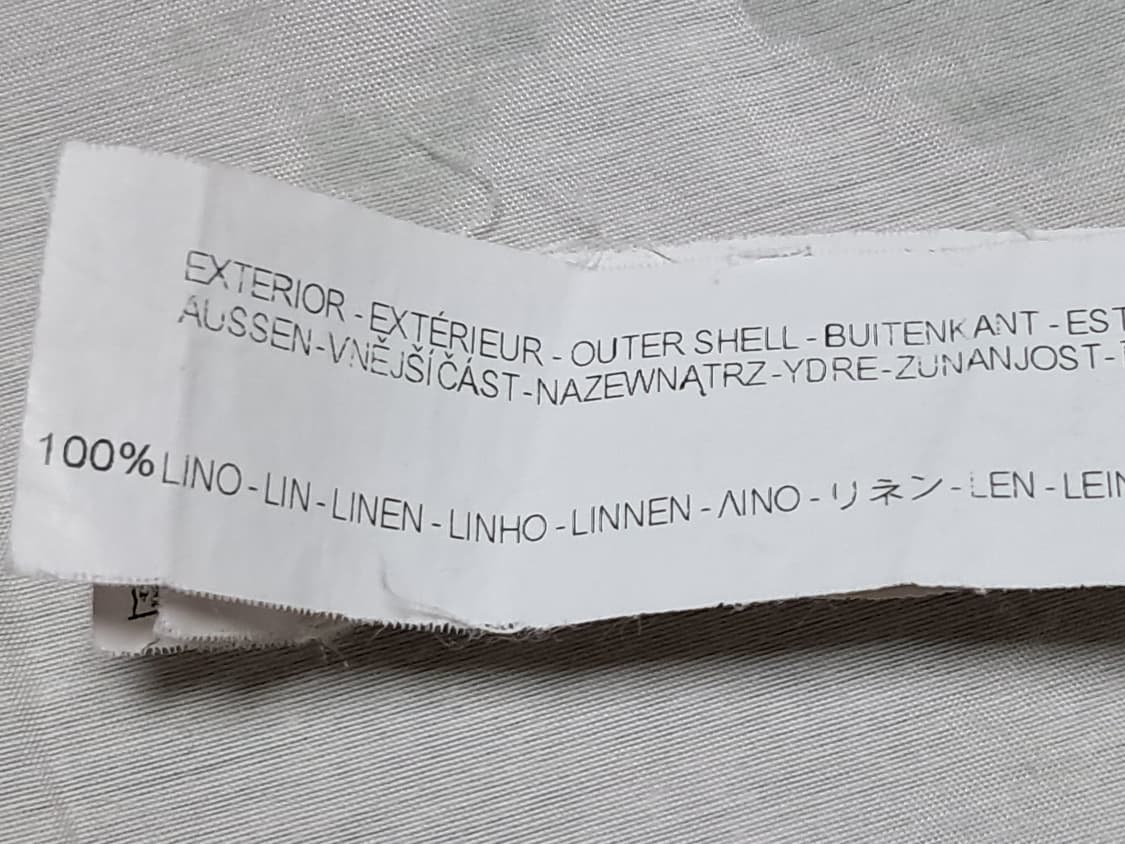 EXTERIOR - EXTÉRIEUR - OUTER SHELL - BUITENKANT - EST
AUSSEN-VNĚJŠÍ ČÁST-NAZEWNĄTRZ-YDRE-ZUNANJOST-
100% LINO - LIN - LINEN - LINHO - LINNEN - ΛΙΝΟ - リネン - LEN - LEIN